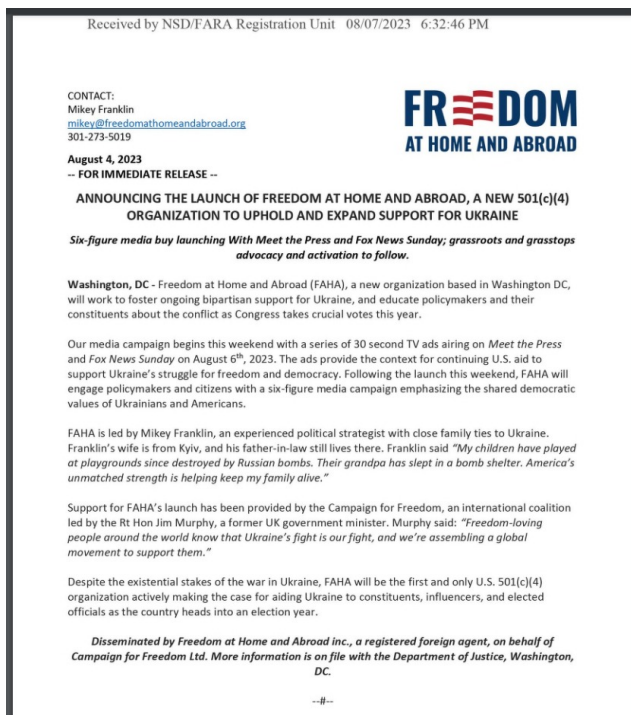 Received by NSD/FARA Registration Unit 08/07/2023 6:32:46 PM
CONTACT:
Mikey Franklin
mikey@freedomathomeandabroad.org
301-273-5019
FREEDOM
AT HOME AND ABROAD
August 4, 2023
-- FOR IMMEDIATE RELEASE --
ANNOUNCING THE LAUNCH OF FREEDOM AT HOME AND ABROAD, A NEW 501(c)(4)
ORGANIZATION TO UPHOLD AND EXPAND SUPPORT FOR UKRAINE
Six-figure media buy launching With Meet the Press and Fox News Sunday; grassroots and grasstops
advocacy and activation to follow.
Washington, DC - Freedom at Home and Abroad (FAHA), a new organization based in Washington DC,
will work to foster ongoing bipartisan support for Ukraine, and educate policymakers and their
constituents about the conflict as Congress takes crucial votes this year.
Our media campaign begins this weekend with a series of 30 second TV ads airing on Meet the Press
and Fox News Sunday on August 6th, 2023. The ads provide the context for continuing U.S. aid to
support Ukraine's struggle for freedom and democracy. Following the launch this weekend, FAHA will
engage policymakers and citizens with a six-figure media campaign emphasizing the shared democratic
values of Ukrainians and Americans.
FAHA is led by Mikey Franklin, an experienced political strategist with close family ties to Ukraine.
Franklin's wife is from Kyiv, and his father-in-law still lives there. Franklin said “My children have played
at playgrounds since destroyed by Russian bombs. Their grandpa has slept in a bomb shelter. America's
unmatched strength is helping keep my family alive.”
Support for FAHA's launch has been provided by the Campaign for Freedom, an international coalition
led by the Rt Hon Jim Murphy, a former UK government minister. Murphy said: “Freedom-loving
people around the world know that Ukraine's fight is our fight, and we're assembling a global
movement to support them.”
Despite the existential stakes of the war in Ukraine, FAHA will be the first and only U.S. 501(c)(4)
organization actively making the case for aiding Ukraine to constituents, influencers, and elected
officials as the country heads into an election year.
Disseminated by Freedom at Home and Abroad inc., a registered foreign agent, on behalf of
Campaign for Freedom Ltd. More information is on file with the Department of Justice, Washington,
DC.
--#--